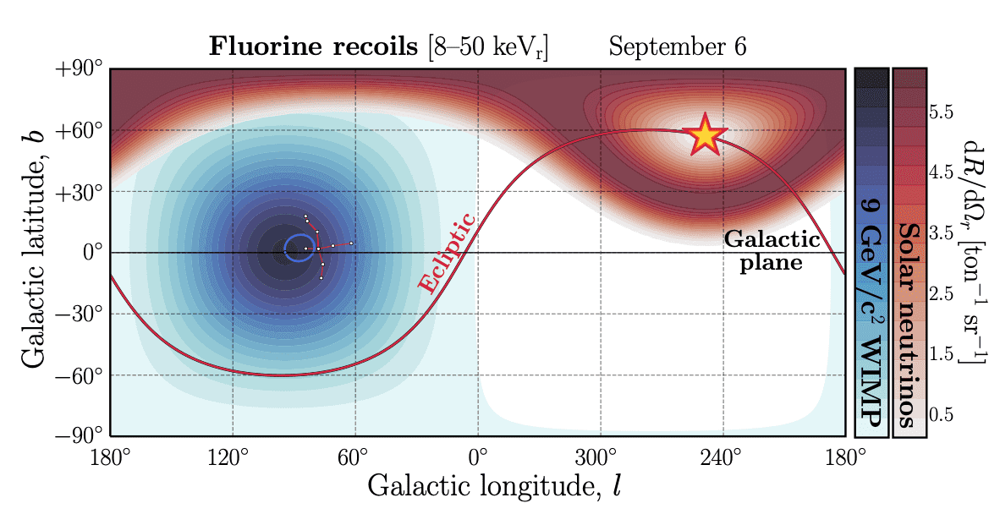 Fluorine recoils [8–50 keVr] September 6
+90°
+60°
+30°
0°
−30°
−60°
−90°
Galactic latitude, b
180°
120°
60°
0°
300°
240°
180°
Galactic longitude, l
Ecliptic
Galactic
plane
9 GeV/c² WIMP
Solar neutrinos
5.5
4.5
3.5
2.5
1.5
0.5
dR/dΩr [ton⁻¹ sr⁻¹]